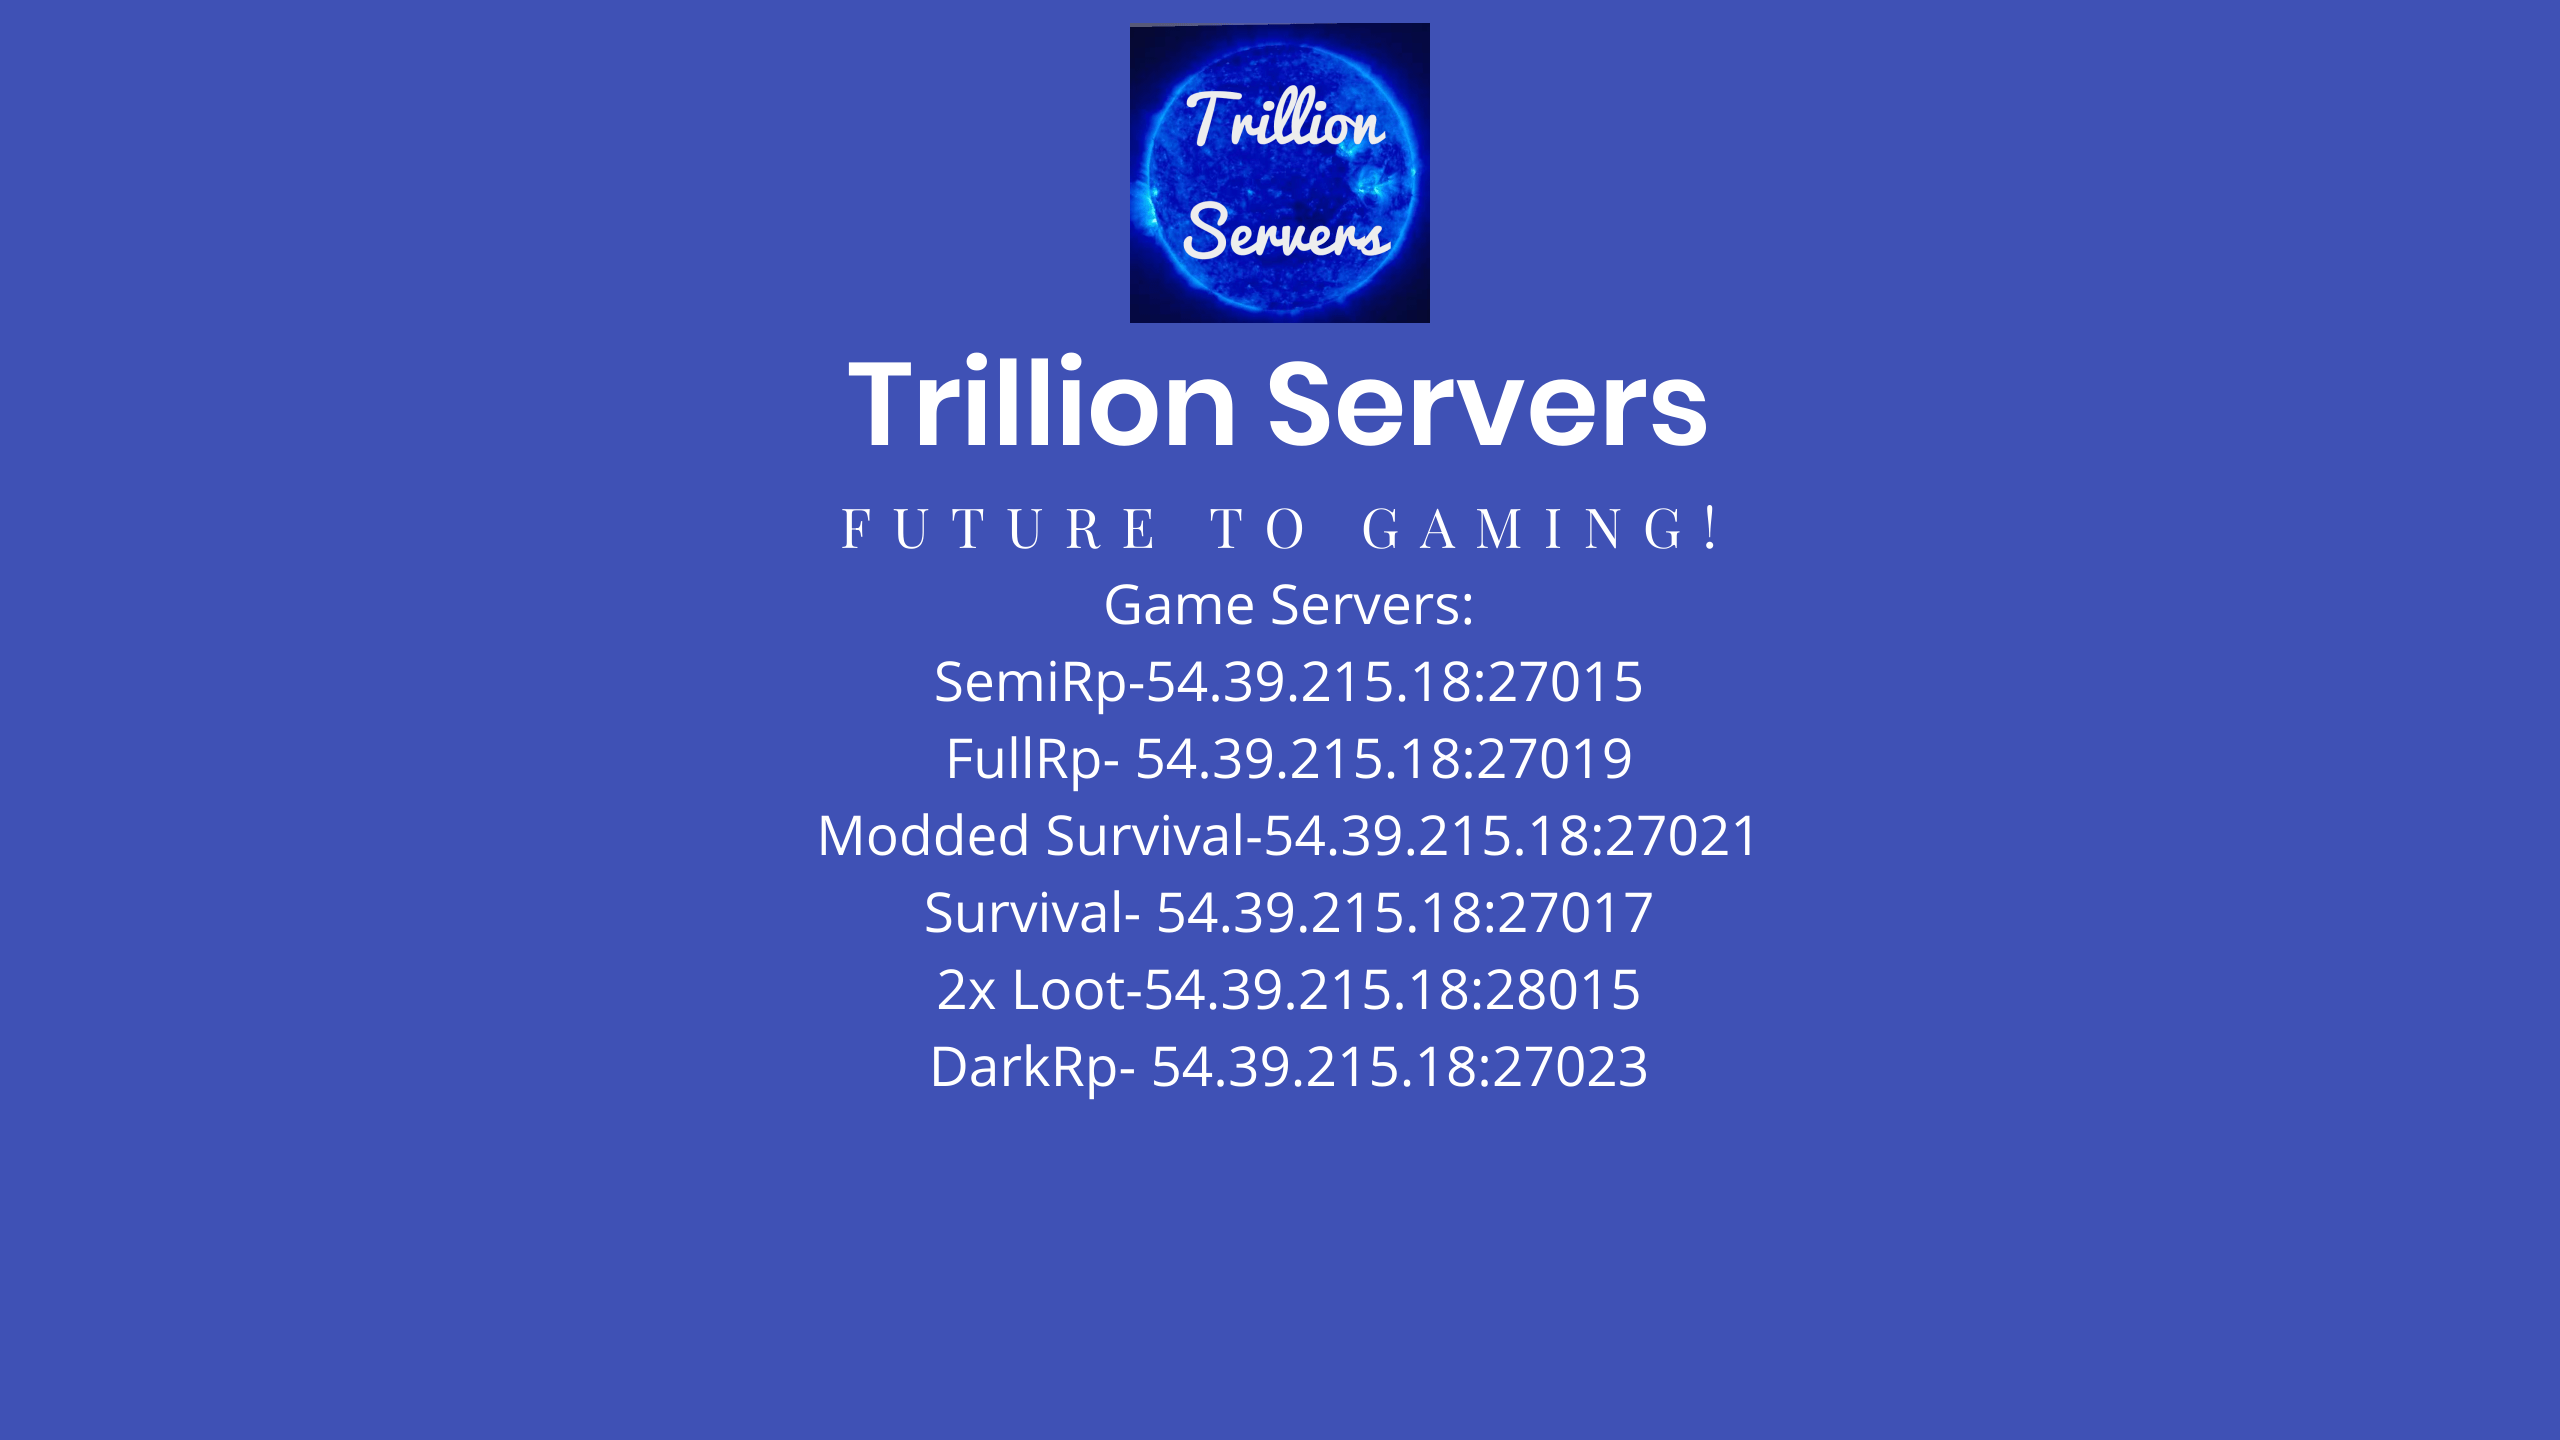 Trillion
Servers
Trillion Servers
FUTURE TO GAMING!
Game Servers:
SemiRp-54.39.215.18:27015
FullRp- 54.39.215.18:27019
Modded Survival-54.39.215.18:27021
Survival- 54.39.215.18:27017
2x Loot-54.39.215.18:28015
DarkRp- 54.39.215.18:27023